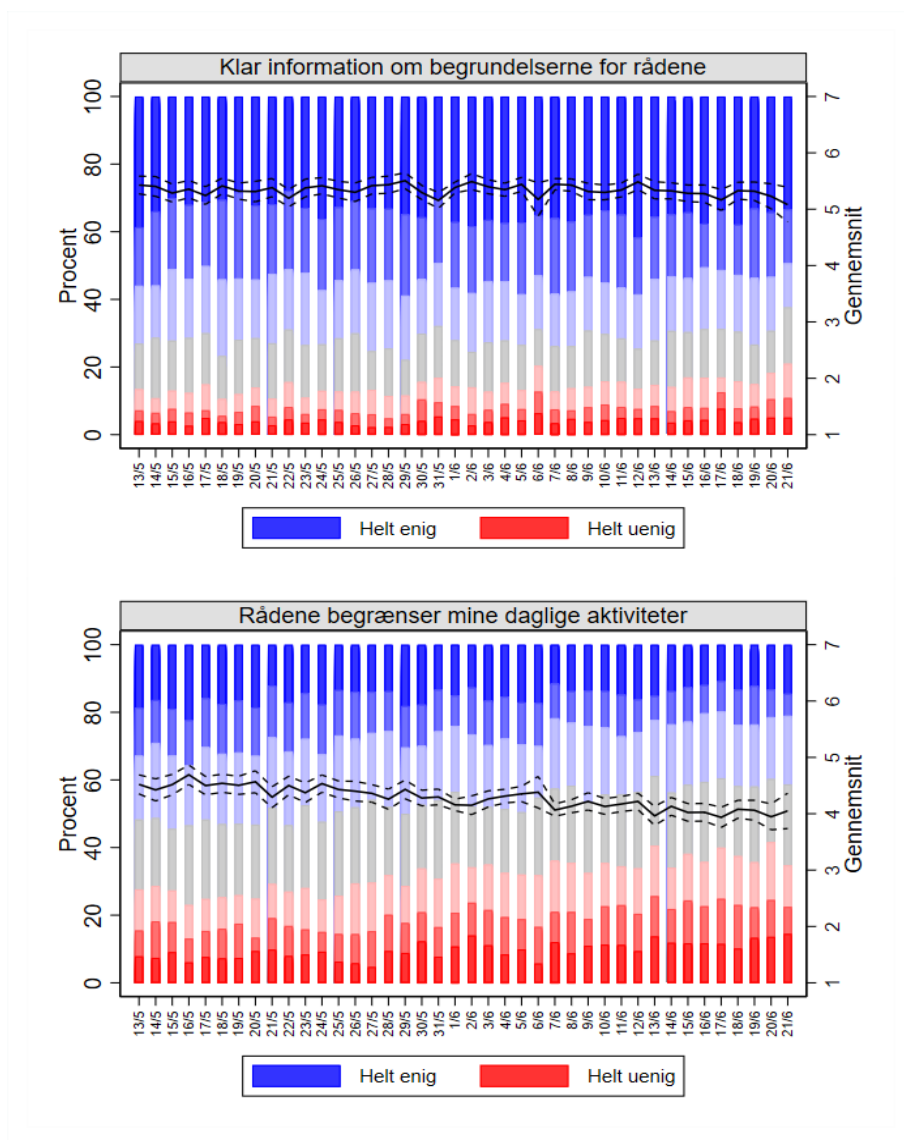 Klar information om begrundelserne for rådene
Procent
0 20 40 60 80 100
Gennemsnit
1 2 3 4 5 6 7
13/5 14/5 15/5 16/5 17/5 18/5 19/5 20/5 21/5 22/5 23/5 24/5 25/5 26/5 27/5 28/5 29/5 30/5 31/5 1/6 2/6 3/6 4/6 5/6 6/6 7/6 8/6 9/6 10/6 11/6 12/6 13/6 14/6 15/6 16/6 17/6 18/6 19/6 20/6 21/6
Helt enig Helt uenig
Rådene begrænser mine daglige aktiviteter
Procent
0 20 40 60 80 100
Gennemsnit
1 2 3 4 5 6 7
13/5 14/5 15/5 16/5 17/5 18/5 19/5 20/5 21/5 22/5 23/5 24/5 25/5 26/5 27/5 28/5 29/5 30/5 31/5 1/6 2/6 3/6 4/6 5/6 6/6 7/6 8/6 9/6 10/6 11/6 12/6 13/6 14/6 15/6 16/6 17/6 18/6 19/6 20/6 21/6
Helt enig Helt uenig